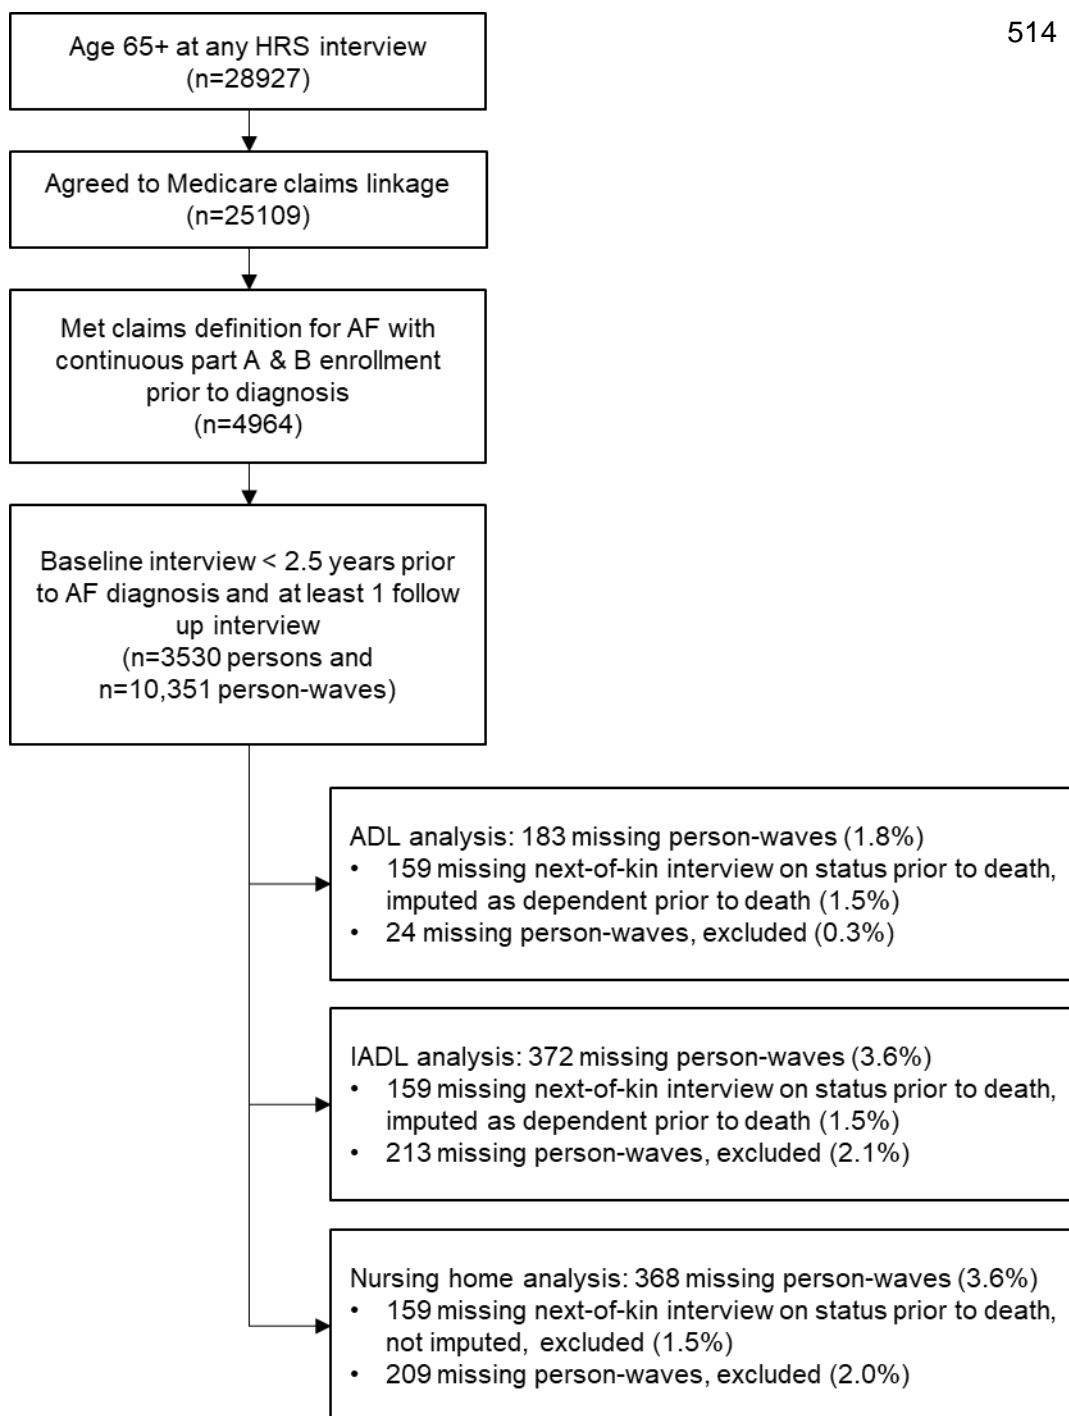 514
Age 65+ at any HRS interview
(n=28927)
Agreed to Medicare claims linkage
(n=25109)
Met claims definition for AF with
continuous part A & B enrollment
prior to diagnosis
(n=4964)
Baseline interview < 2.5 years prior
to AF diagnosis and at least 1 follow
up interview
(n=3530 persons and
n=10,351 person-waves)
ADL analysis: 183 missing person-waves (1.8%)
• 159 missing next-of-kin interview on status prior to death,
imputed as dependent prior to death (1.5%)
• 24 missing person-waves, excluded (0.3%)
IADL analysis: 372 missing person-waves (3.6%)
• 159 missing next-of-kin interview on status prior to death,
imputed as dependent prior to death (1.5%)
• 213 missing person-waves, excluded (2.1%)
Nursing home analysis: 368 missing person-waves (3.6%)
• 159 missing next-of-kin interview on status prior to death,
not imputed, excluded (1.5%)
• 209 missing person-waves, excluded (2.0%)